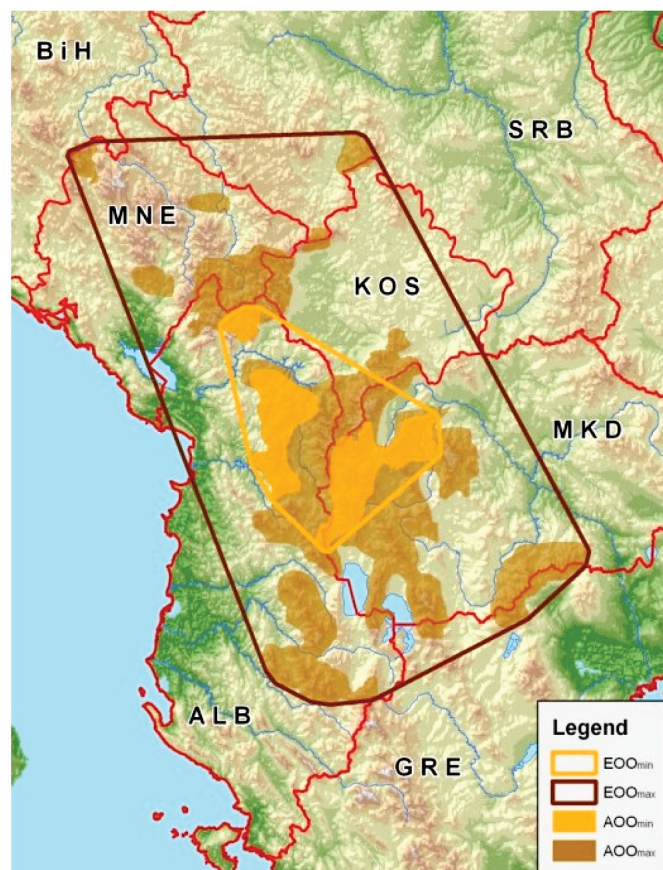 B i H
S R B
M N E
K O S
M K D
A L B
G R E
Legend
EOOmin
EOOmax
AOOmin
AOOmax